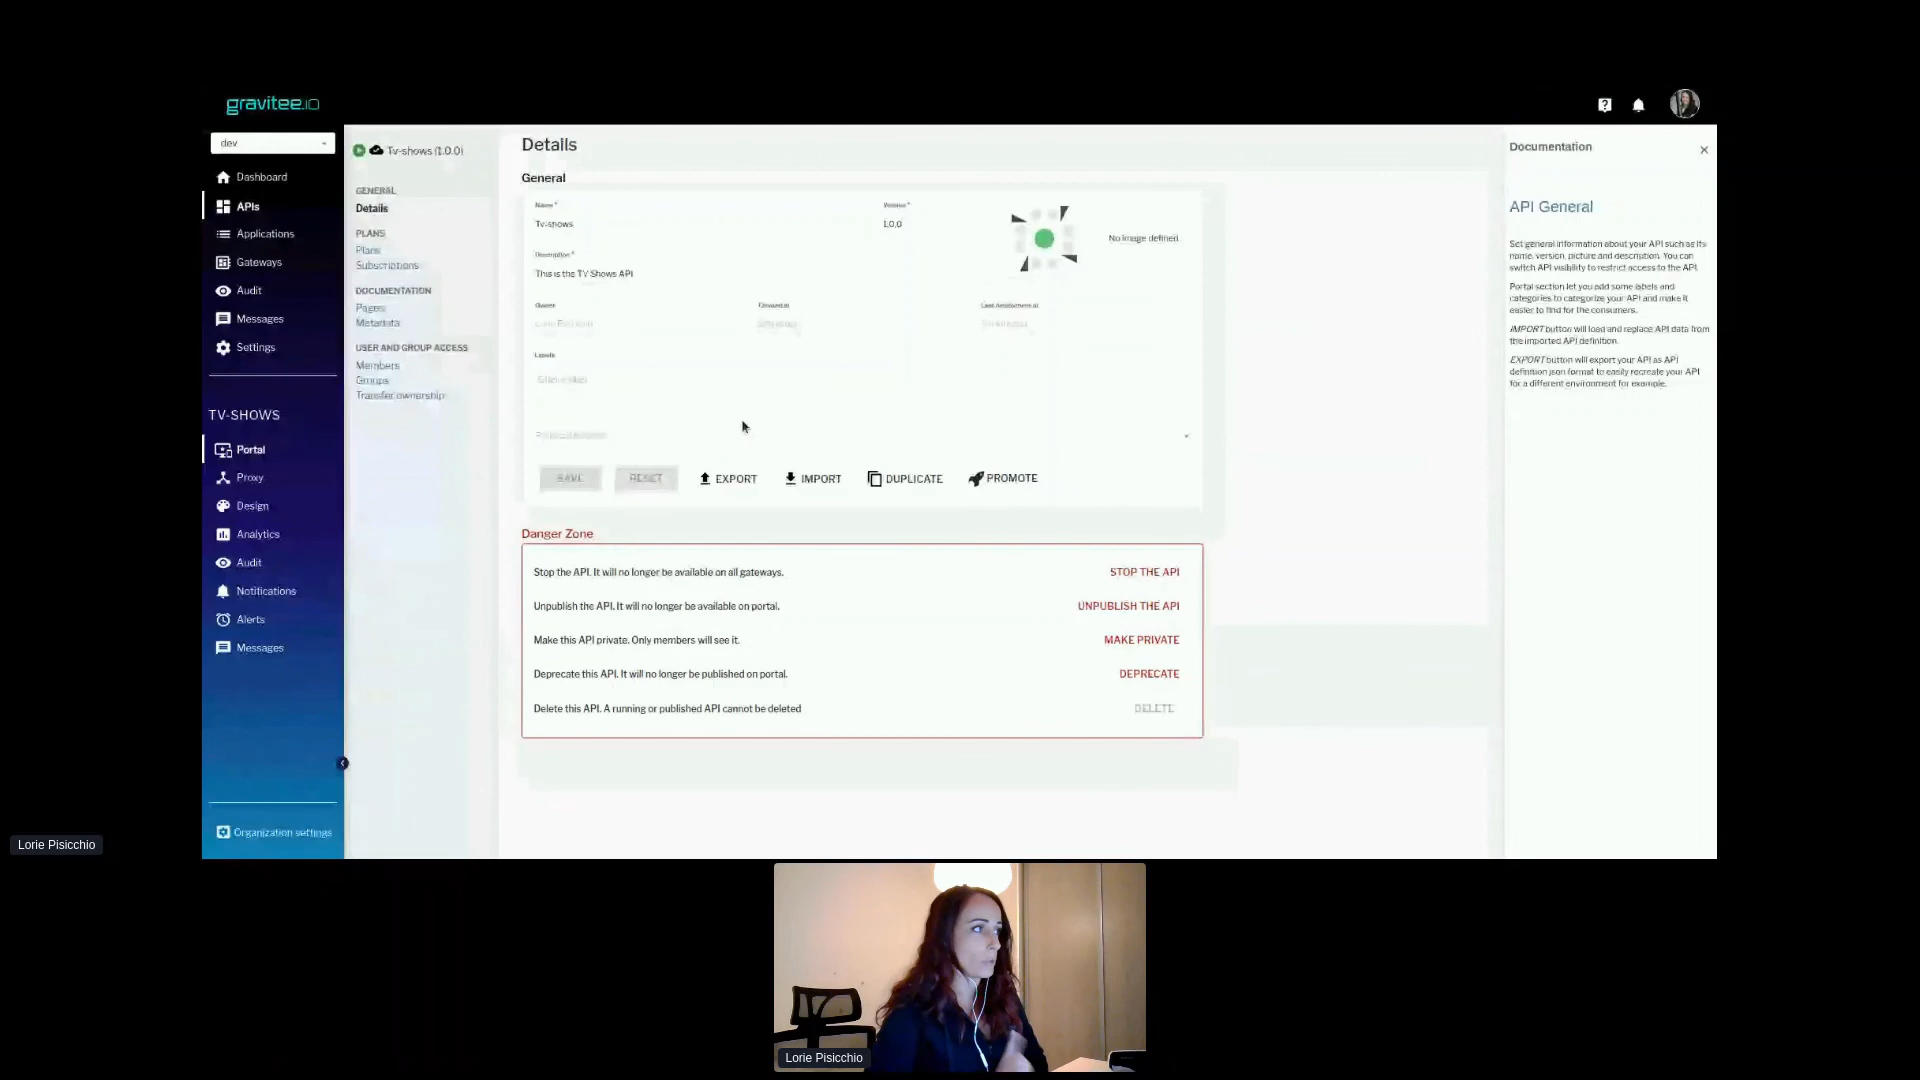 gravitee.io
dev
Dashboard
APIs
Applications
Gateways
Audit
Messages
Settings
TV-SHOWS
Portal
Proxy
Design
Analytics
Audit
Notifications
Alerts
Messages
Organization settings
Tv-shows (1.0.0)
GENERAL
Details
PLANS
Plans
Subscriptions
DOCUMENTATION
Pages
Metadata
USER AND GROUP ACCESS
Members
Groups
Transfer ownership
Details
General
Name *
Tv-shows
Version *
1.0.0
Description *
This is the TV Shows API
No image defined
Owner
Labels
SAVE
RESET
EXPORT
IMPORT
DUPLICATE
PROMOTE
Danger Zone
Stop the API. It will no longer be available on all gateways.
STOP THE API
Unpublish the API. It will no longer be available on portal.
UNPUBLISH THE API
Make this API private. Only members will see it.
MAKE PRIVATE
Deprecate this API. It will no longer be published on portal.
DEPRECATE
Delete this API. A running or published API cannot be deleted
DELETE
Documentation
API General
Set general information about your API such as its
name, version, picture and description. You can
switch API visibility to restrict access to the API.
Portal section let you add some labels and
categories to categorize your API and make it
easier to find for the consumers.
IMPORT button will load and replace API data from
the imported API definition.
EXPORT button will export your API as API
definition json format to easily recreate your API
for a different environment for example.
Lorie Pisicchio
Lorie Pisicchio